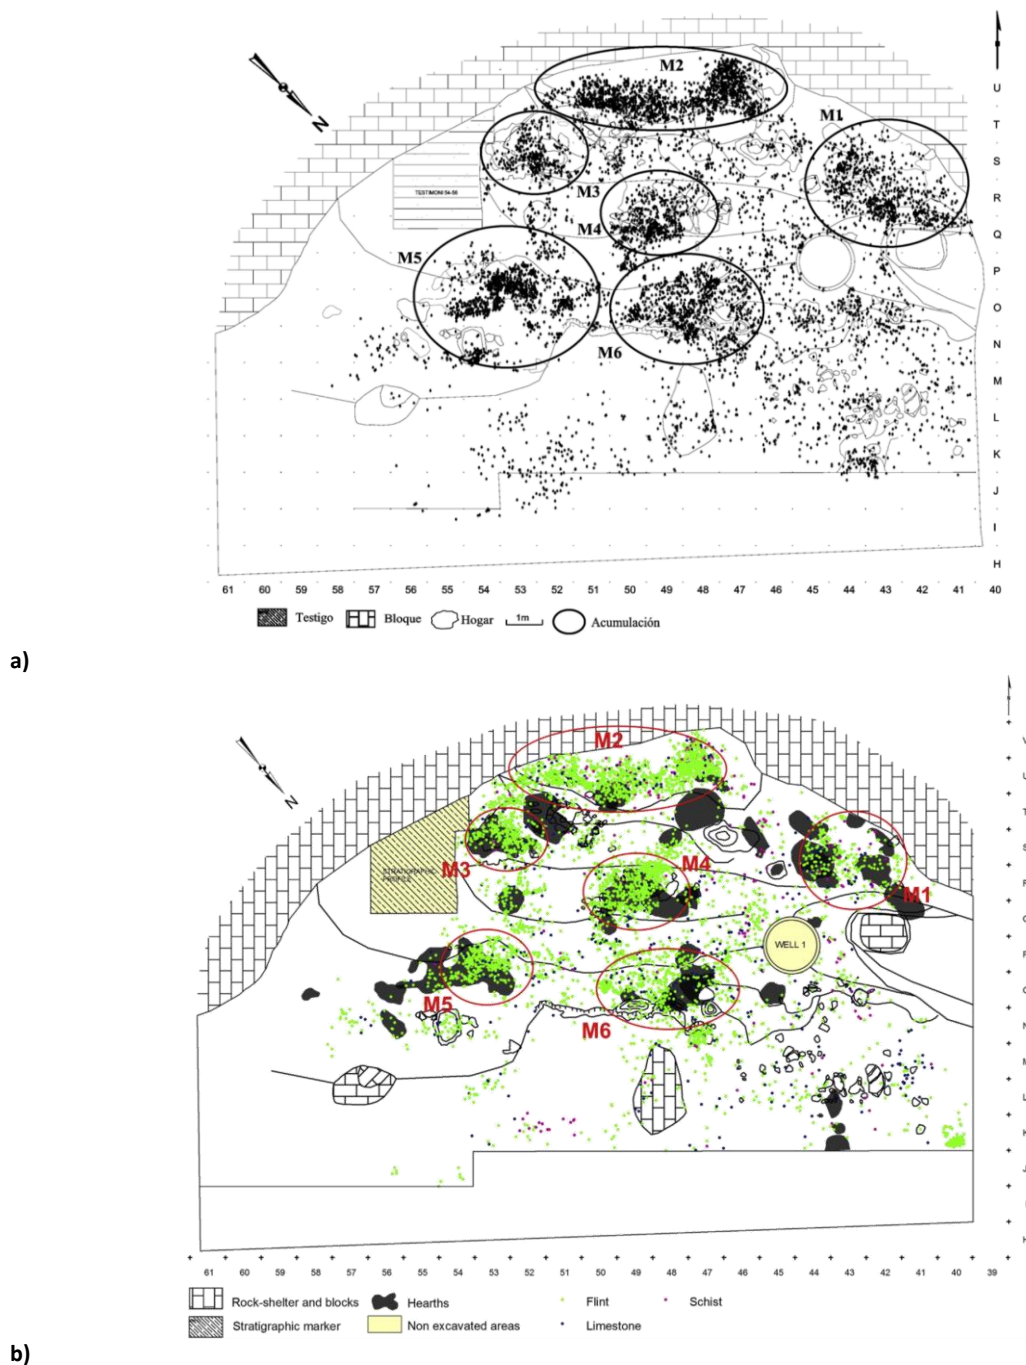 N
M2
U
T
M1
S
TESTIMONI 54-56
M3
R
M4
Q
M5
P
O
M6
N
M
L
K
J
I
H
61 60 59 58 57 56 55 54 53 52 51 50 49 48 47 46 45 44 43 42 41 40
Testigo Bloque Hogar 1m Acumulación
a)
N
M2
U
T
S
M3
M4
M1
WELL 1
M5
M6
M
L
K
J
H
61 60 59 58 57 56 55 54 53 52 51 50 49 48 47 46 45 44 43 42 41 40 39
Rock-shelter and blocks Hearths Flint Schist
Stratigraphic marker Non excavated areas Limestone
b)